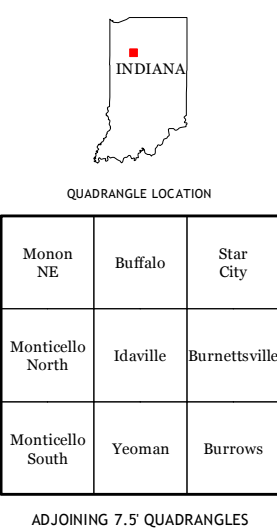 INDIANA
QUADRANGLE LOCATION
Monon
NE
Buffalo
Star
City
Monticello
North
Idaville
Burnettsville
Monticello
South
Yeoman
Burrows
ADJOINING 7.5' QUADRANGLES